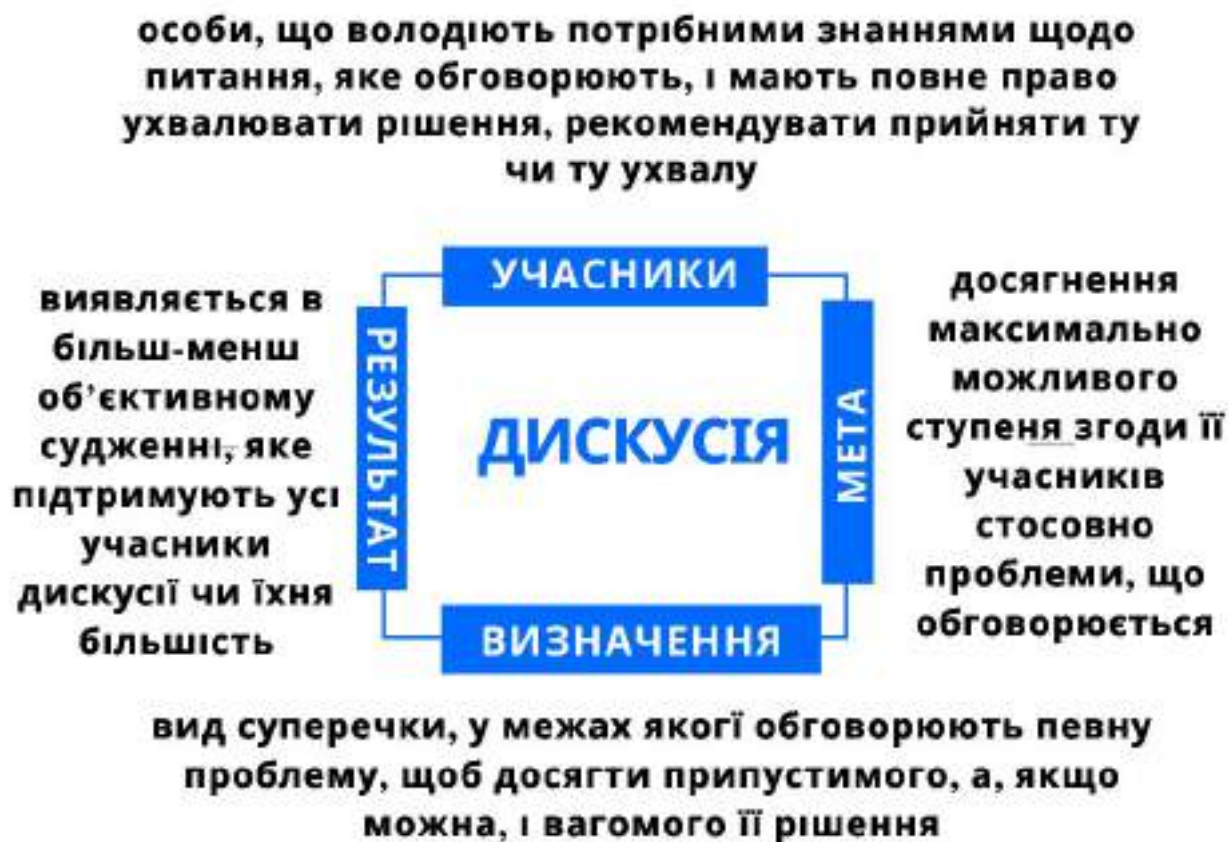 особи, що володіють потрібними знаннями щодо
питання, яке обговорюють, і мають повне право
ухвалювати рішення, рекомендувати прийняти ту
чи ту ухвалу
УЧАСНИКИ
виявляється в
більш-менш
об’єктивному
судженні, яке
підтримують усі
учасники
дискусії чи їхня
більшість
РЕЗУЛЬТАТ
ДИСКУСІЯ
МЕТА
досягнення
максимально
можливого
ступеня згоди її
учасників
стосовно
проблеми, що
обговорюється
ВИЗНАЧЕННЯ
вид суперечки, у межах якогї обговорюють певну
проблему, щоб досягти припустимого, а, якщо
можна, і вагомого її рішення